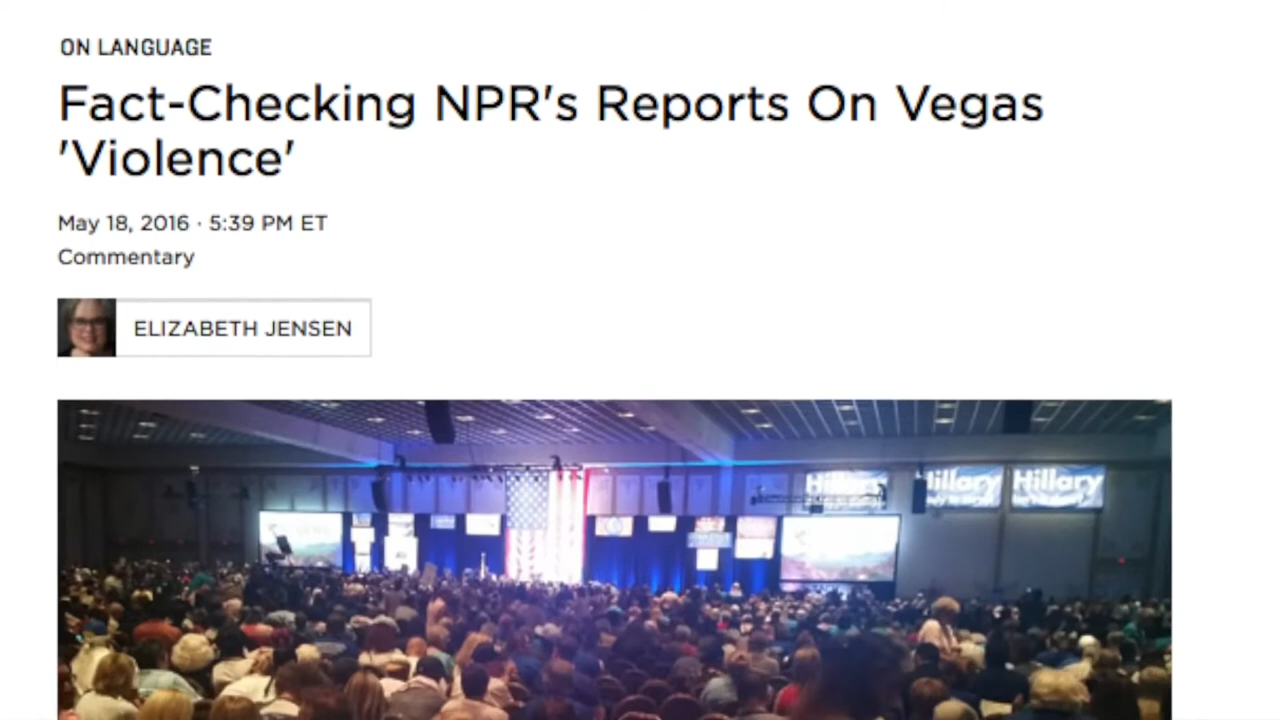 ON LANGUAGE
Fact-Checking NPR's Reports On Vegas
'Violence'
May 18, 2016 · 5:39 PM ET
Commentary
ELIZABETH JENSEN
Hillary
Hillary
Hillary